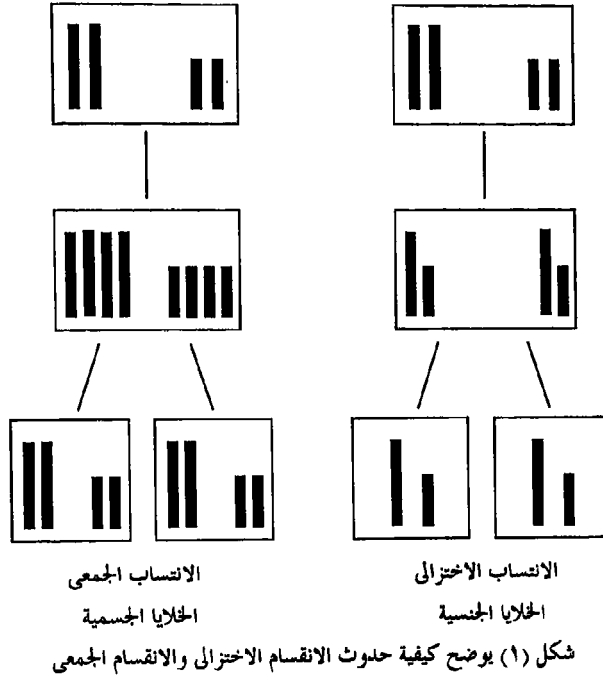 الانتساب الاختزالى
الخلايا الجنسية
الانتساب الجمعى
الخلايا الجسمية
شكل (١) يوضح كيفية حدوث الانقسام الاختزالى والانقسام الجمعى